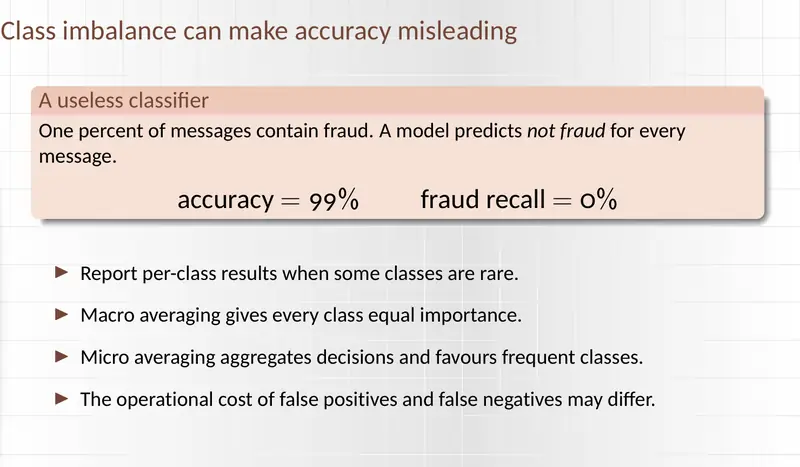 Class imbalance can make accuracy misleading
A useless classifier
One percent of messages contain fraud. A model predicts not fraud for every
message.
accuracy = 99% fraud recall = 0%
► Report per-class results when some classes are rare.
► Macro averaging gives every class equal importance.
► Micro averaging aggregates decisions and favours frequent classes.
► The operational cost of false positives and false negatives may differ.